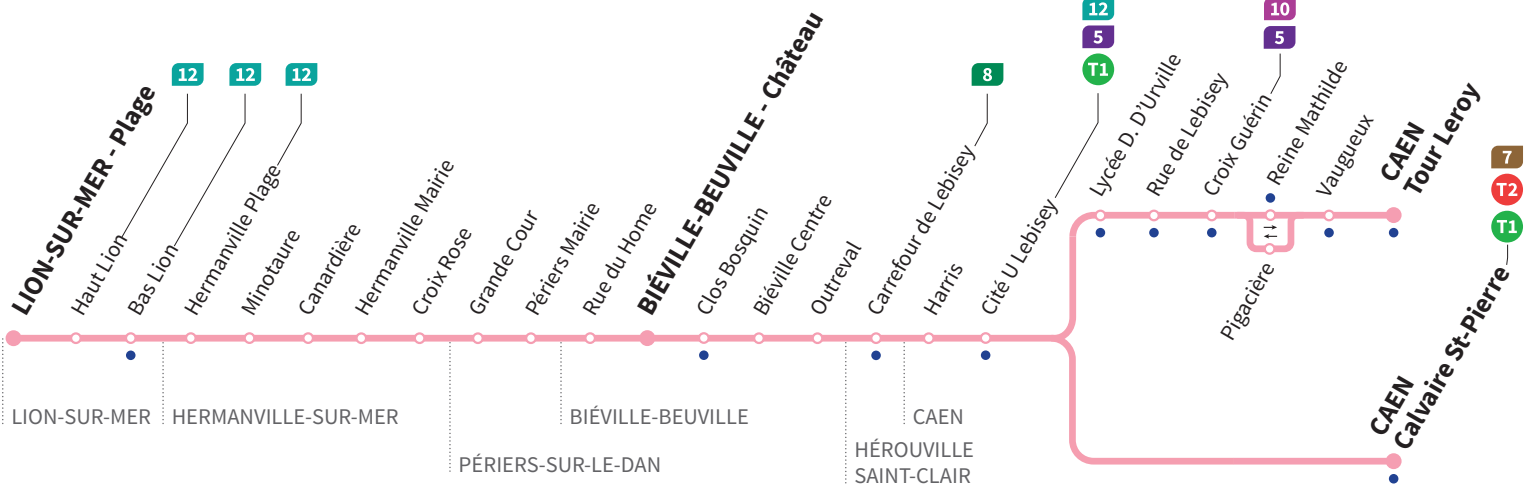 LION-SUR-MER - Plage
Haut Lion
12
Bas Lion
12
Hermanville Plage
12
Minotaure
Canardière
Hermanville Mairie
Croix Rose
Grande Cour
Périers Mairie
Rue du Home
BIÉVILLE-BEUVILLE - Château
Clos Bosquin
Biéville Centre
Outreval
Carrefour de Lebisey
8
Harris
Cité U Lebisey
12
5
T1
Lycée D. D'Urville
Rue de Lebisey
Croix Guérin
10
5
Reine Mathilde
Pigacière
Vaugueux
CAEN
Tour Leroy
CAEN
Calvaire St-Pierre
7
T2
T1
LION-SUR-MER
HERMANVILLE-SUR-MER
PÉRIERS-SUR-LE-DAN
BIÉVILLE-BEUVILLE
HÉROUVILLE
SAINT-CLAIR
CAEN